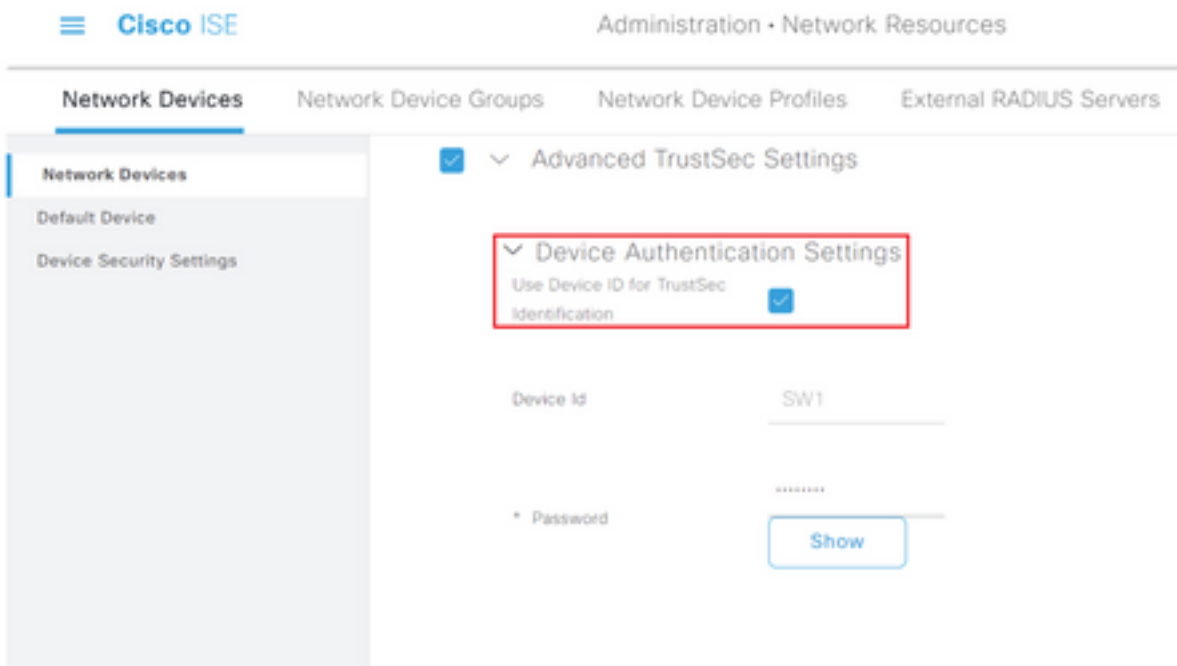 Cisco ISE
Administration • Network Resources
Network Devices
Network Device Groups
Network Device Profiles
External RADIUS Servers
Network Devices
Default Device
Device Security Settings
Advanced TrustSec Settings
Device Authentication Settings
Use Device ID for TrustSec
Identification
Device Id
SW1
* Password
........
Show